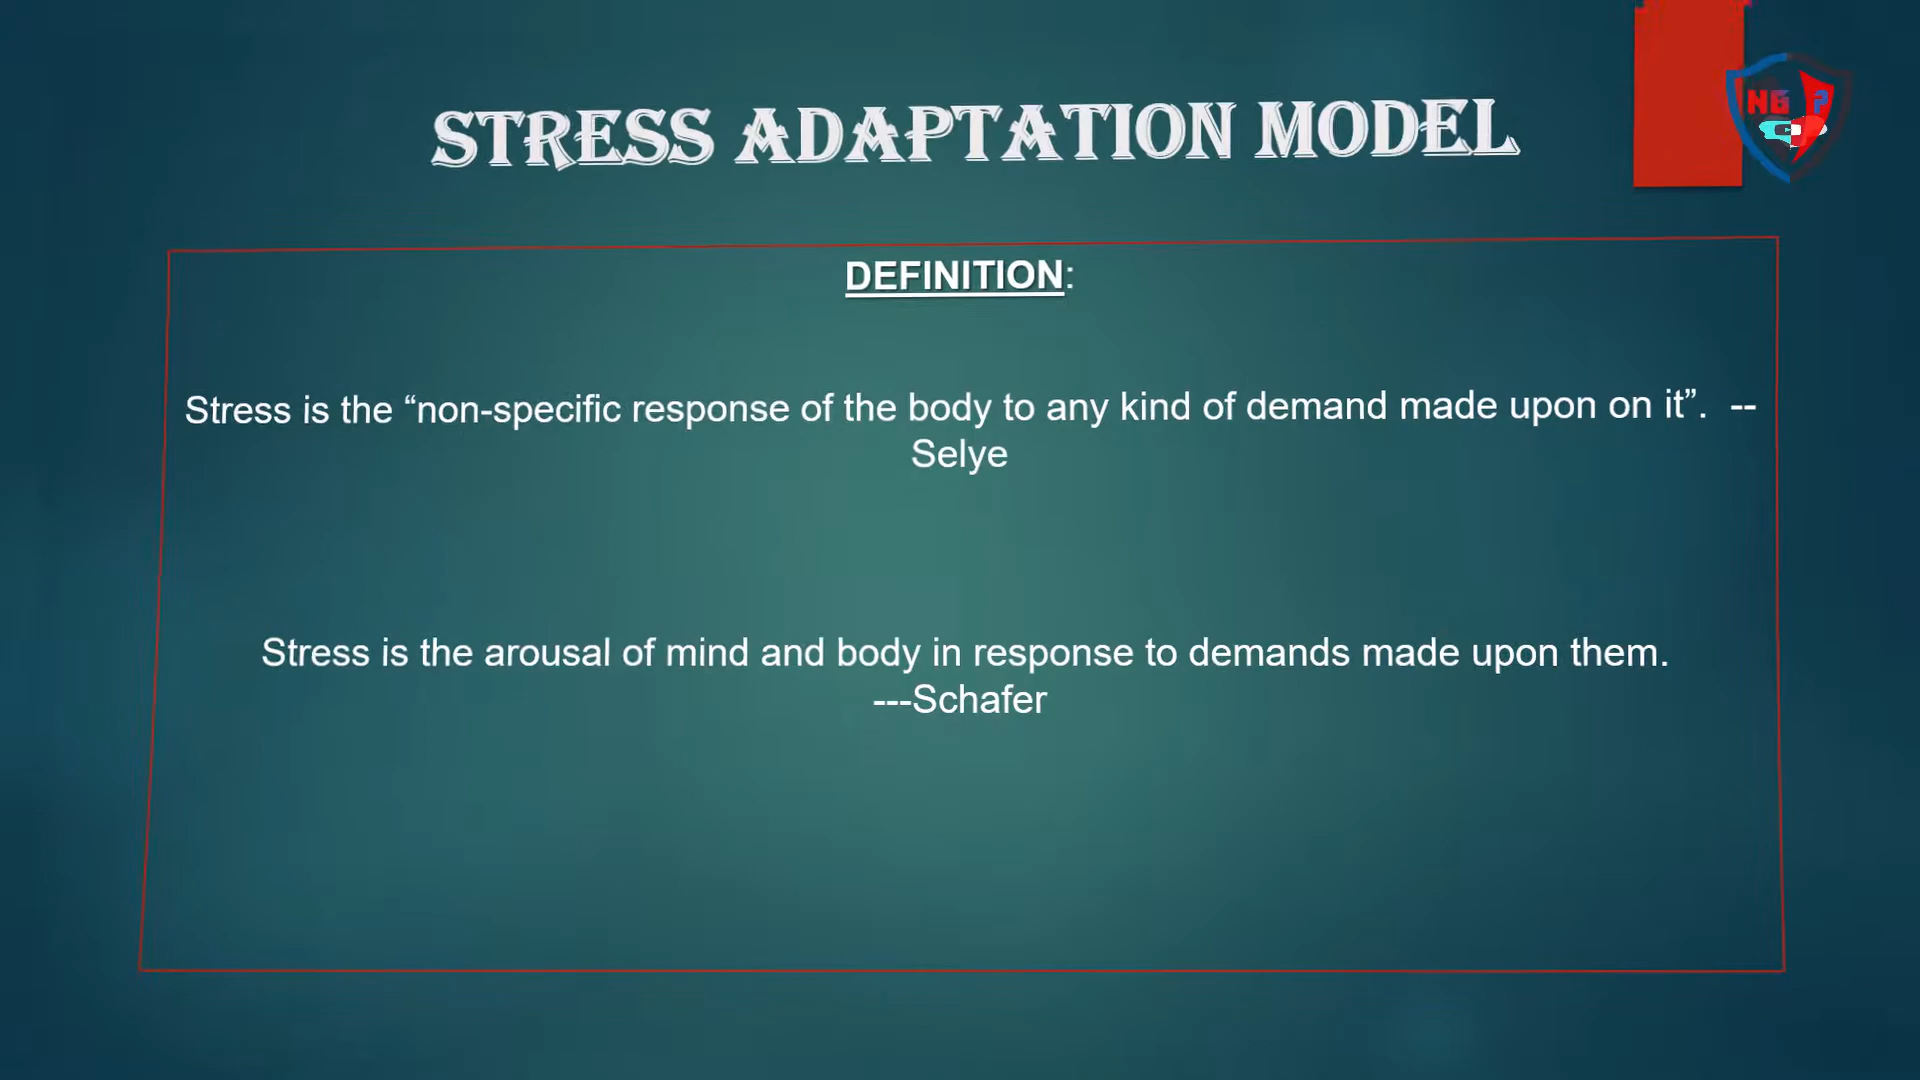 STRESS ADAPTATION MODEL
DEFINITION:
Stress is the “non-specific response of the body to any kind of demand made upon on it”. --
Selye
Stress is the arousal of mind and body in response to demands made upon them.
---Schafer